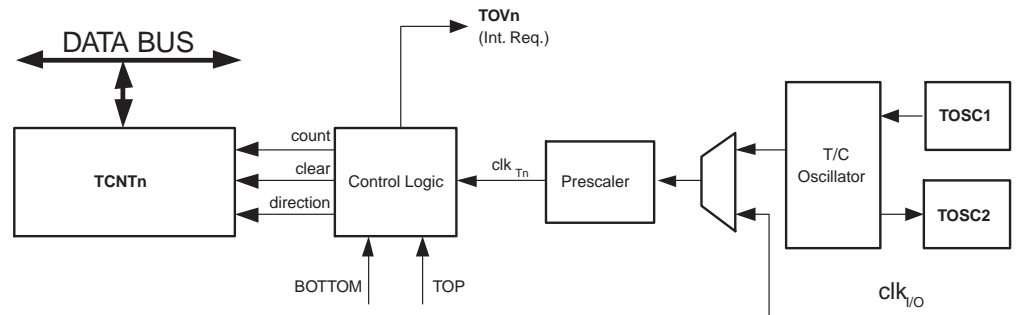 DATA BUS
TOVn
(Int. Req.)
TCNTn
count
clear
direction
Control Logic
clk Tn
Prescaler
T/C
Oscillator
TOSC1
TOSC2
BOTTOM
TOP
clk I/O